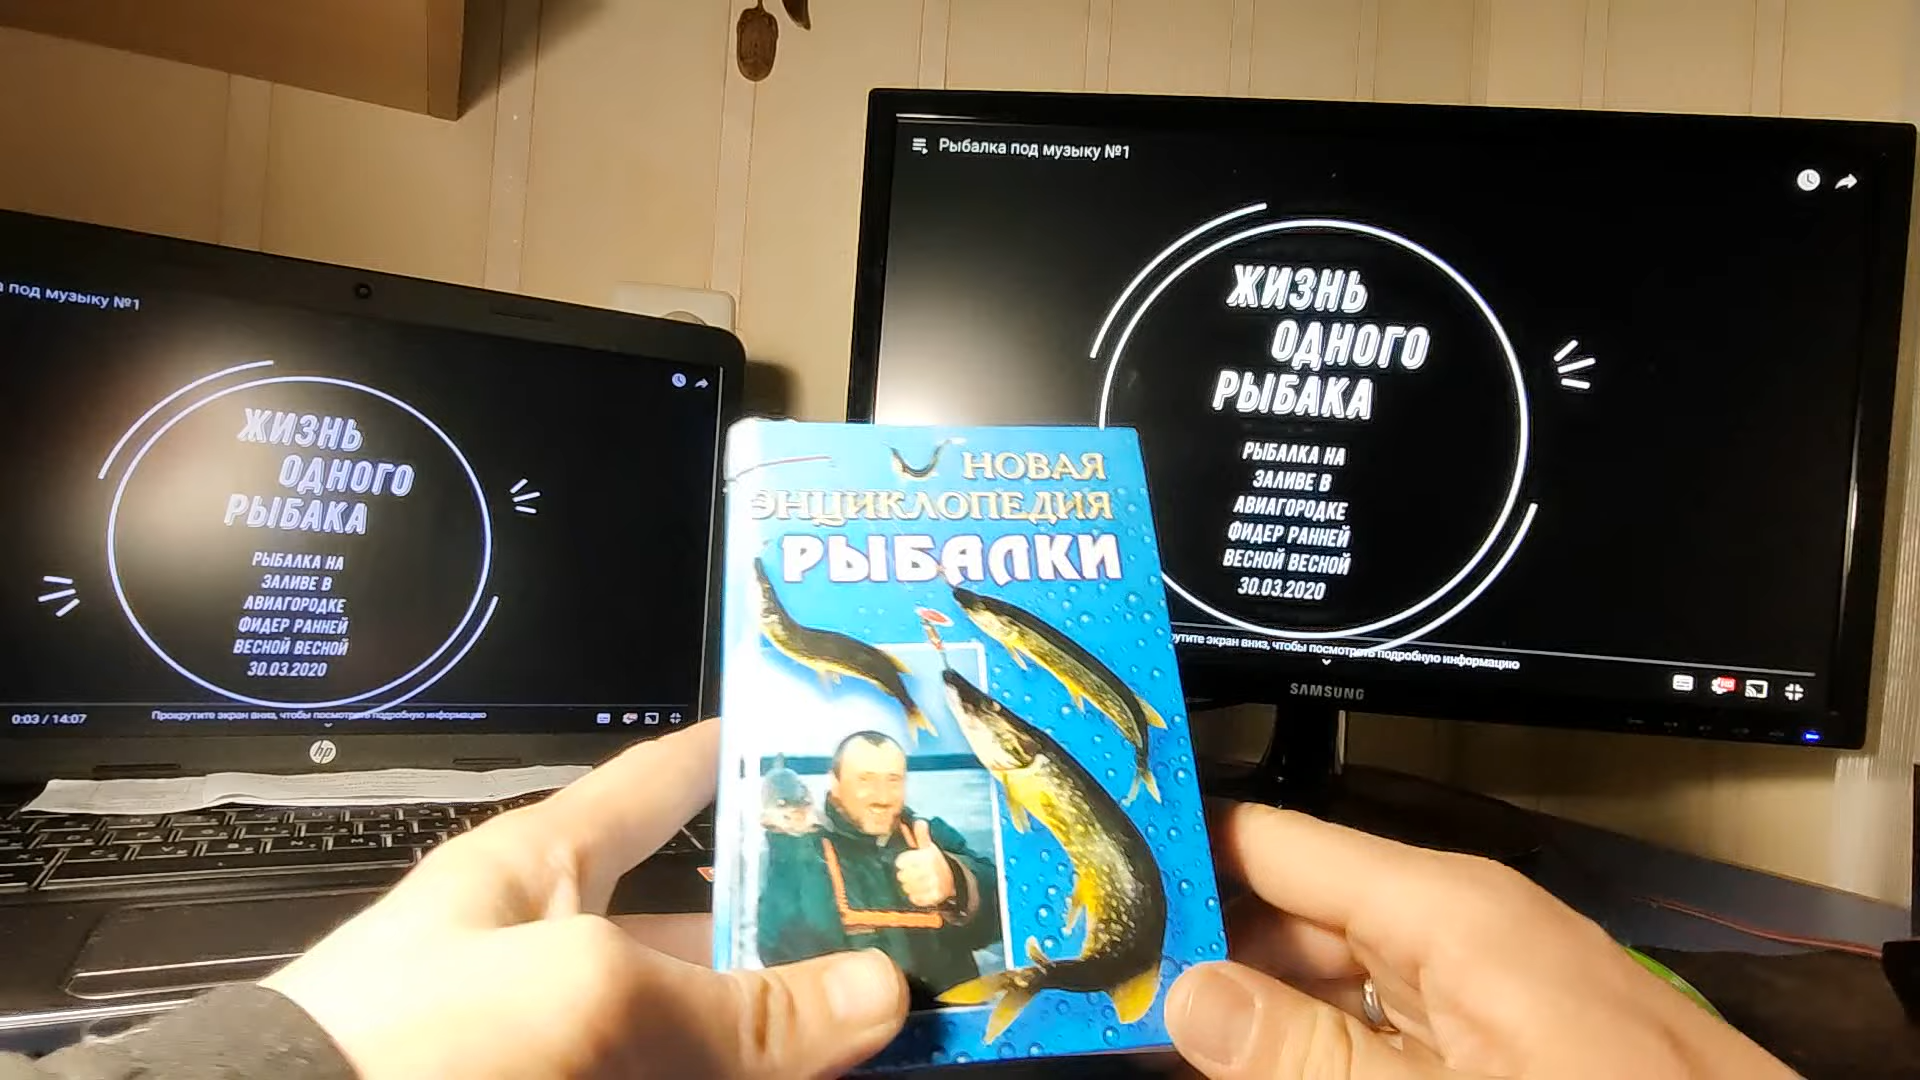 а под музыку №1
ЖИЗНЬ
ОДНОГО
РЫБАКА
РЫБАЛКА НА
ЗАЛИВЕ В
АВИАГОРОДКЕ
ФИДЕР РАННЕЙ
ВЕСНОЙ ВЕСНОЙ
30.03.2020
0:03 / 14:07
Прокрутите экран вниз, чтобы посмотреть подробную информацию
hp
НОВАЯ
ЭНЦИКЛОПЕДИЯ
РЫБАЛКИ
Рыбалка под музыку №1
ЖИЗНЬ
ОДНОГО
РЫБАКА
РЫБАЛКА НА
ЗАЛИВЕ В
АВИАГОРОДКЕ
ФИДЕР РАННЕЙ
ВЕСНОЙ ВЕСНОЙ
30.03.2020
рутите экран вниз, чтобы посмотреть подробную информацию
SAMSUNG